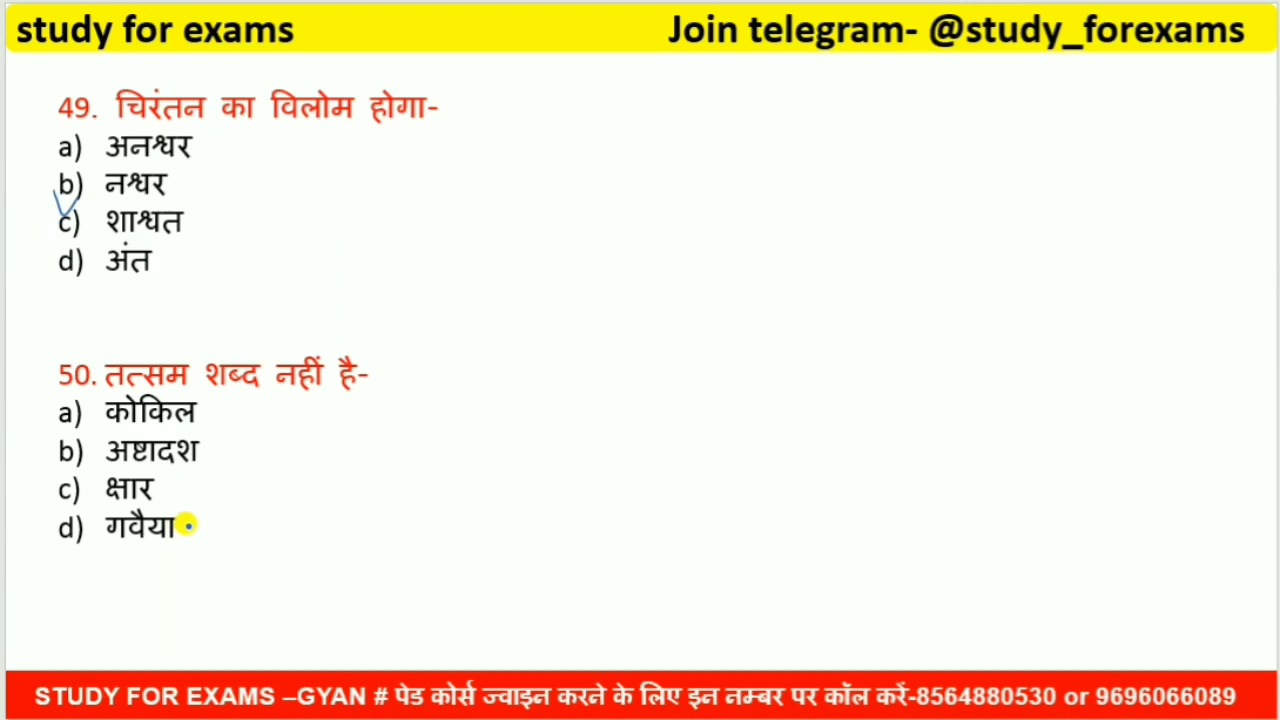 study for exams
Join telegram- @study_forexams
49. चिरंतन का विलोम होगा-
a) अनश्वर
b) नश्वर
c) शाश्वत
d) अंत
50. तत्सम शब्द नहीं है-
a) कोकिल
b) अष्टादश
c) क्षार
d) गवैया
STUDY FOR EXAMS –GYAN # पेड कोर्स ज्वाइन करने के लिए इन नम्बर पर कॉल करें-8564880530 or 9696066089